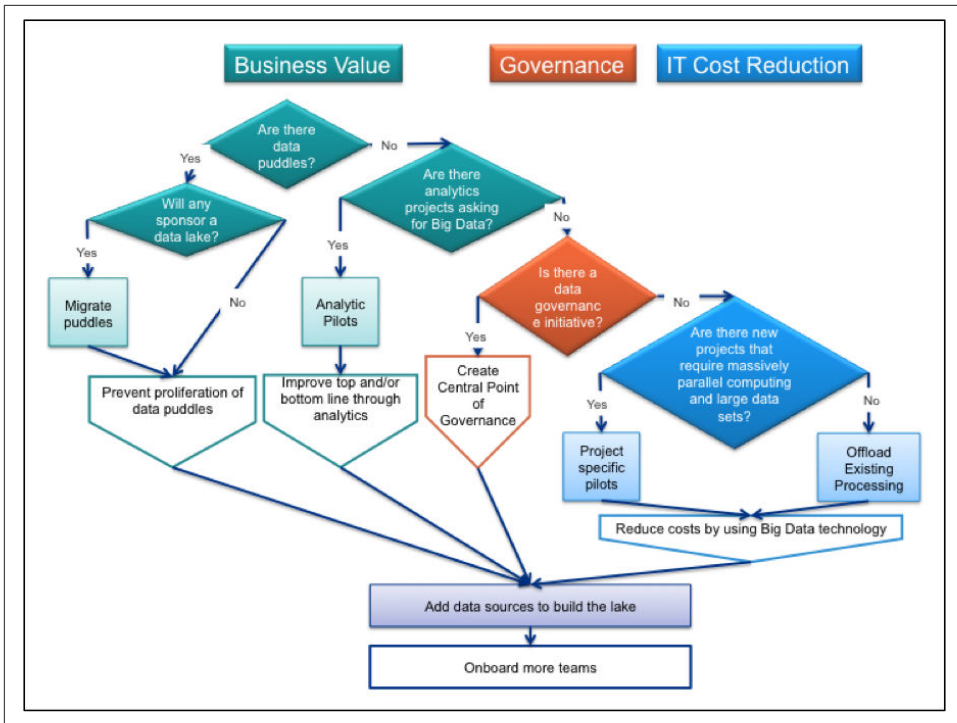 Business Value
Governance
IT Cost Reduction
Are there
data
puddles?
Yes
No
Will any
sponsor a
data lake?
Are there
analytics
projects asking
for Big Data?
Yes
No
Yes
No
Migrate
puddles
Analytic
Pilots
Is there a
data
governanc
e initiative?
Yes
No
Are there new
projects that
require massively
parallel computing
and large data
sets?
Yes
No
Prevent proliferation of
data puddles
Improve top and/or
bottom line through
analytics
Create
Central Point
of
Governance
Project
specific
pilots
Offload
Existing
Processing
Reduce costs by using Big Data technology
Add data sources to build the lake
Onboard more teams